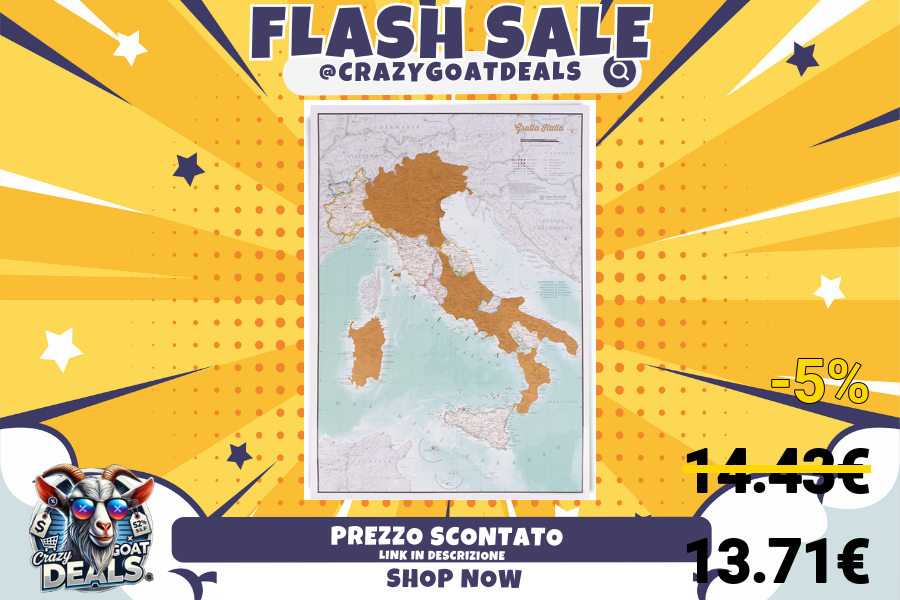 FLASH SALE
@CRAZYGOATDEALS
GERMANIA
Gratta Italia
-5%
14.43€
13.71€
$
52%
Crazy
GOAT
DEALS
PREZZO SCONTATO
LINK IN DESCRIZIONE
SHOP NOW